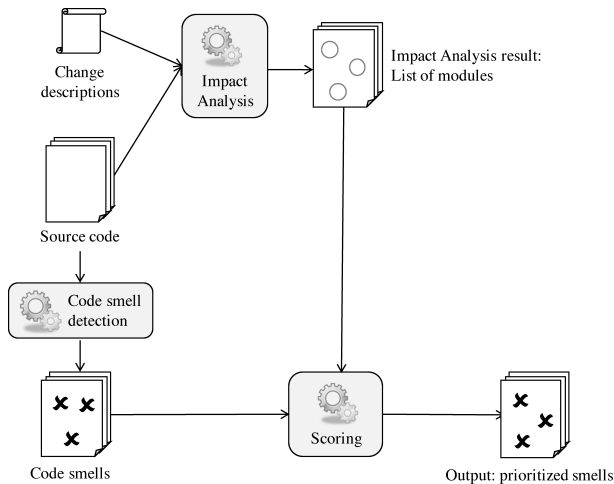 Change
descriptions
Impact
Analysis
Impact Analysis result:
List of modules
Source code
Code smell
detection
Code smells
Scoring
Output: prioritized smells